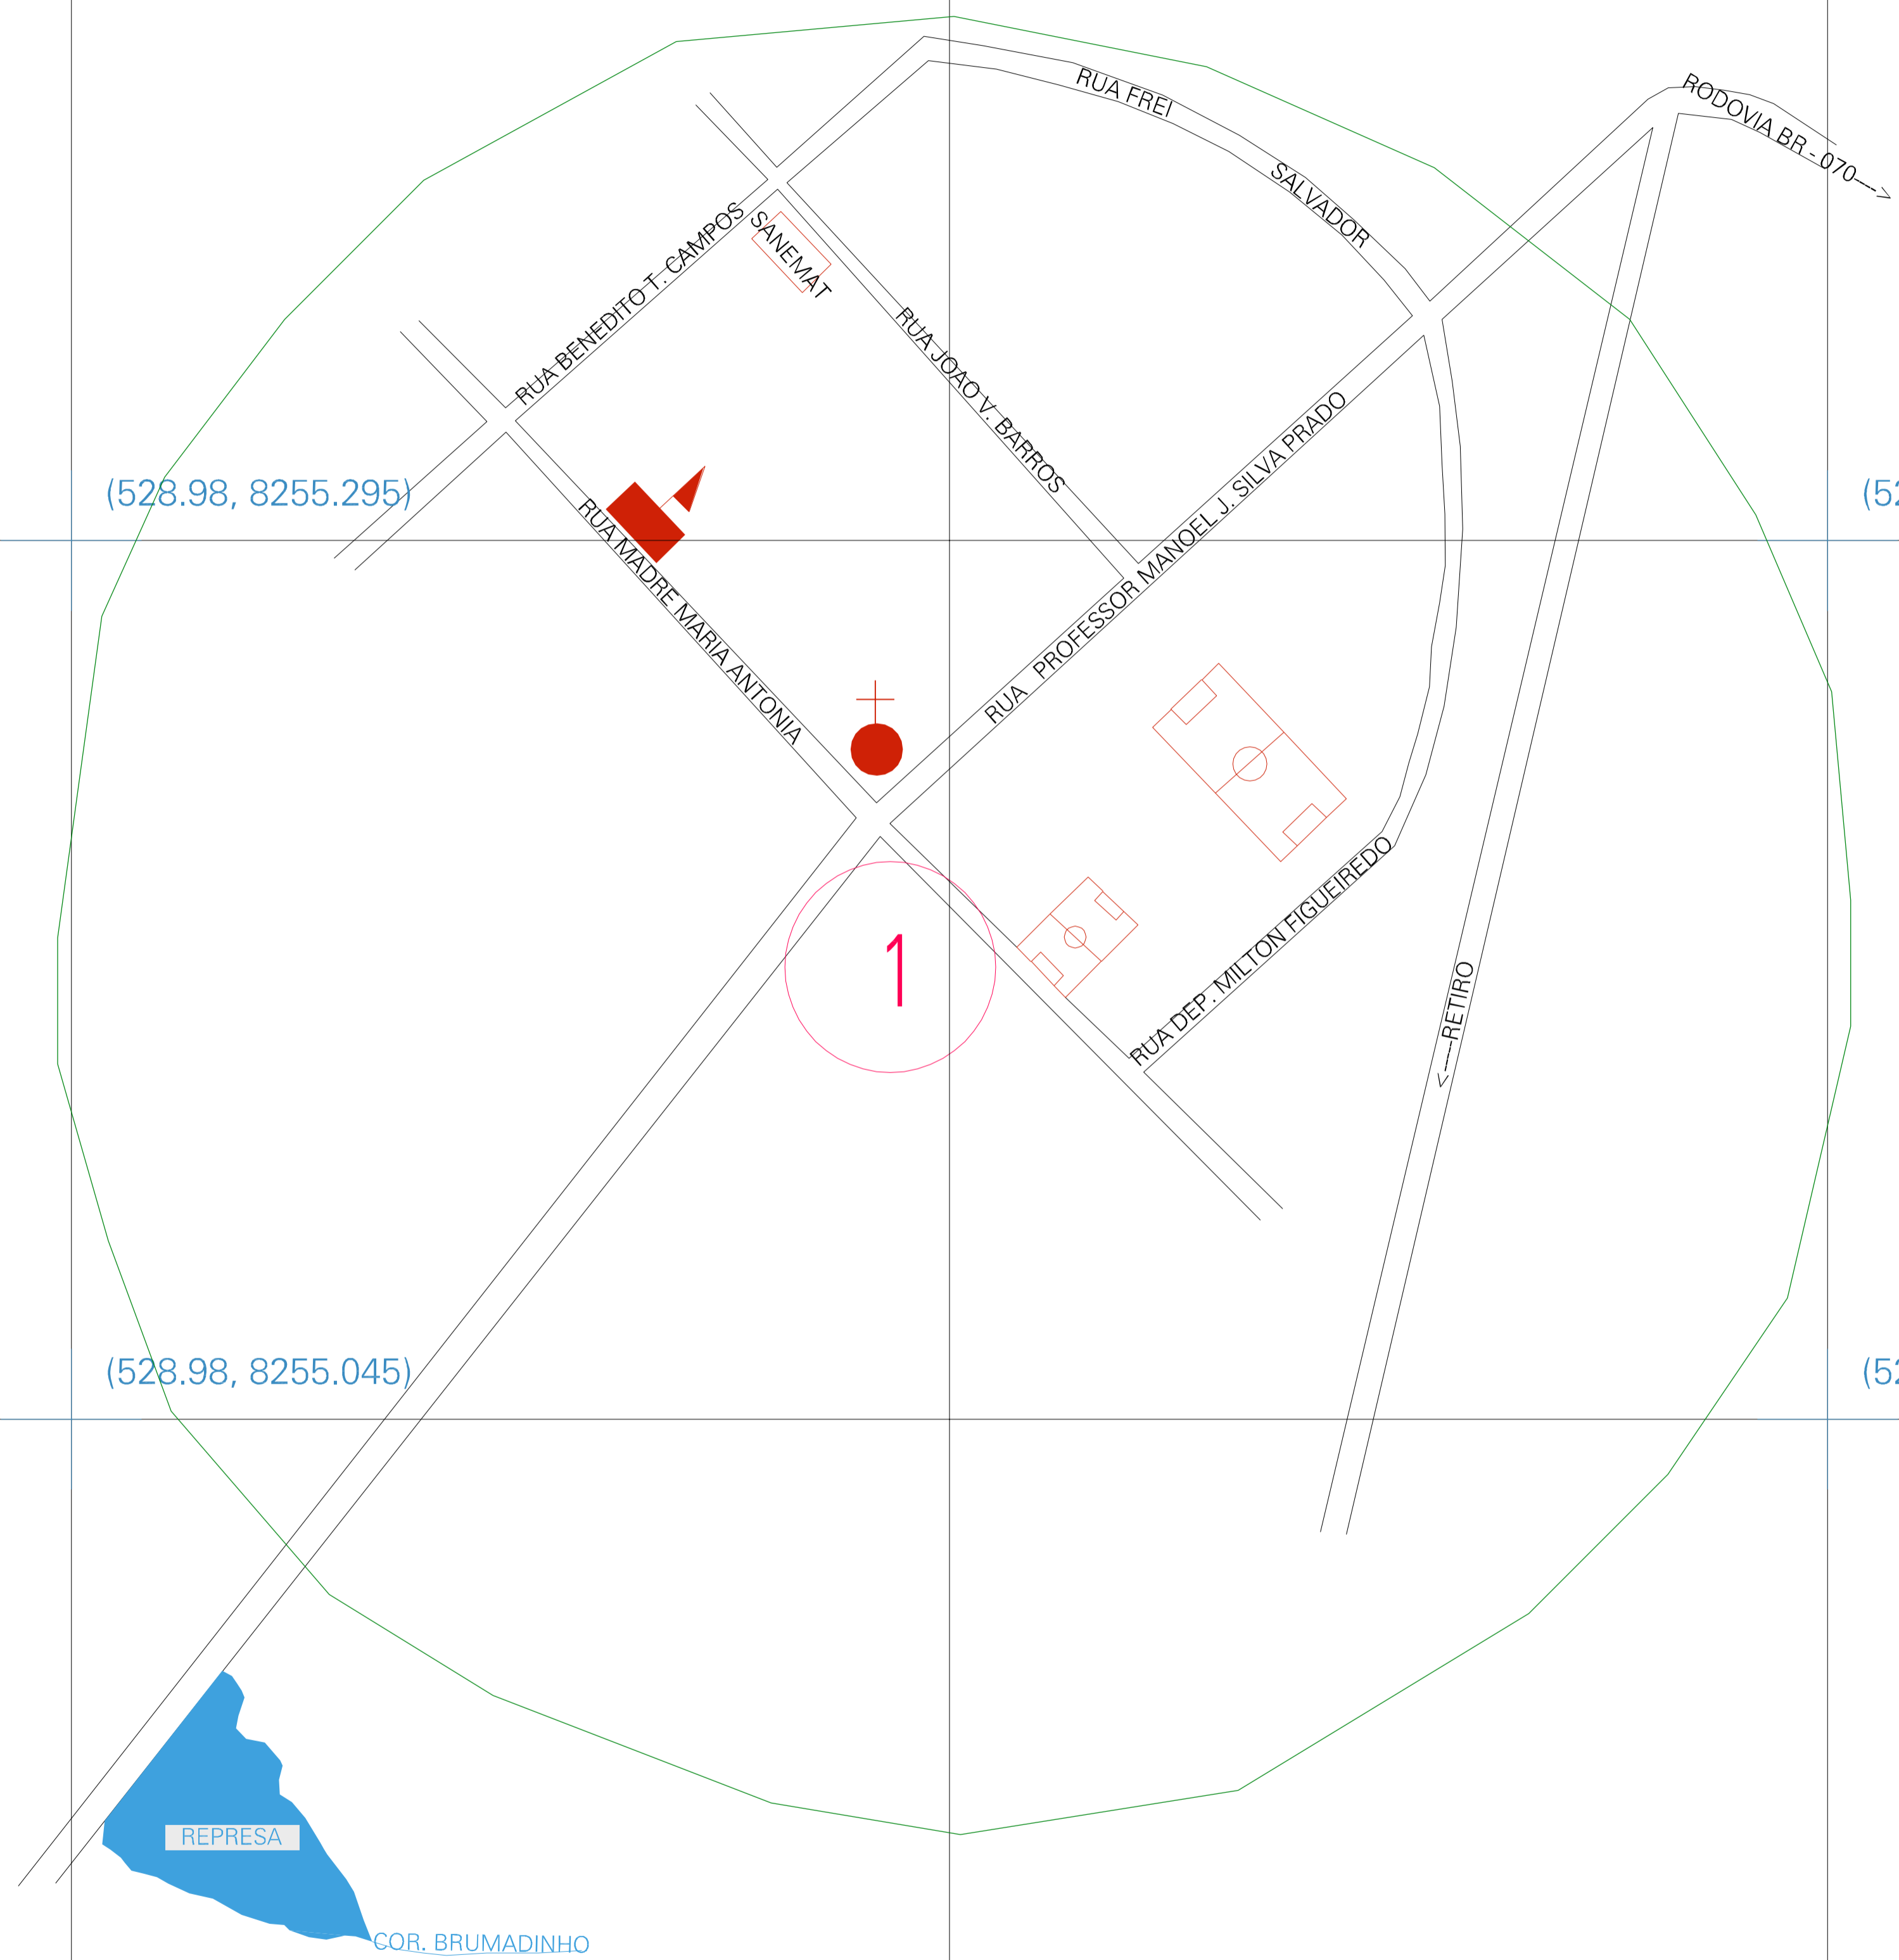 RUA FREI
SALVADOR
RODOVIA BR - 070---->
RUA BENEDITO T. CAMPOS
SANEMAT
RUA JOAO V. BARROS
(528.98, 8255.295)
(52
RUA MADRE MARIA ANTONIA
RUA PROFESSOR MANOEL J. SILVA PRADO
1
RUA DEP. MILTON FIGUEIREDO
<----RETIRO
(528.98, 8255.045)
(52
REPRESA
COR. BRUMADINHO